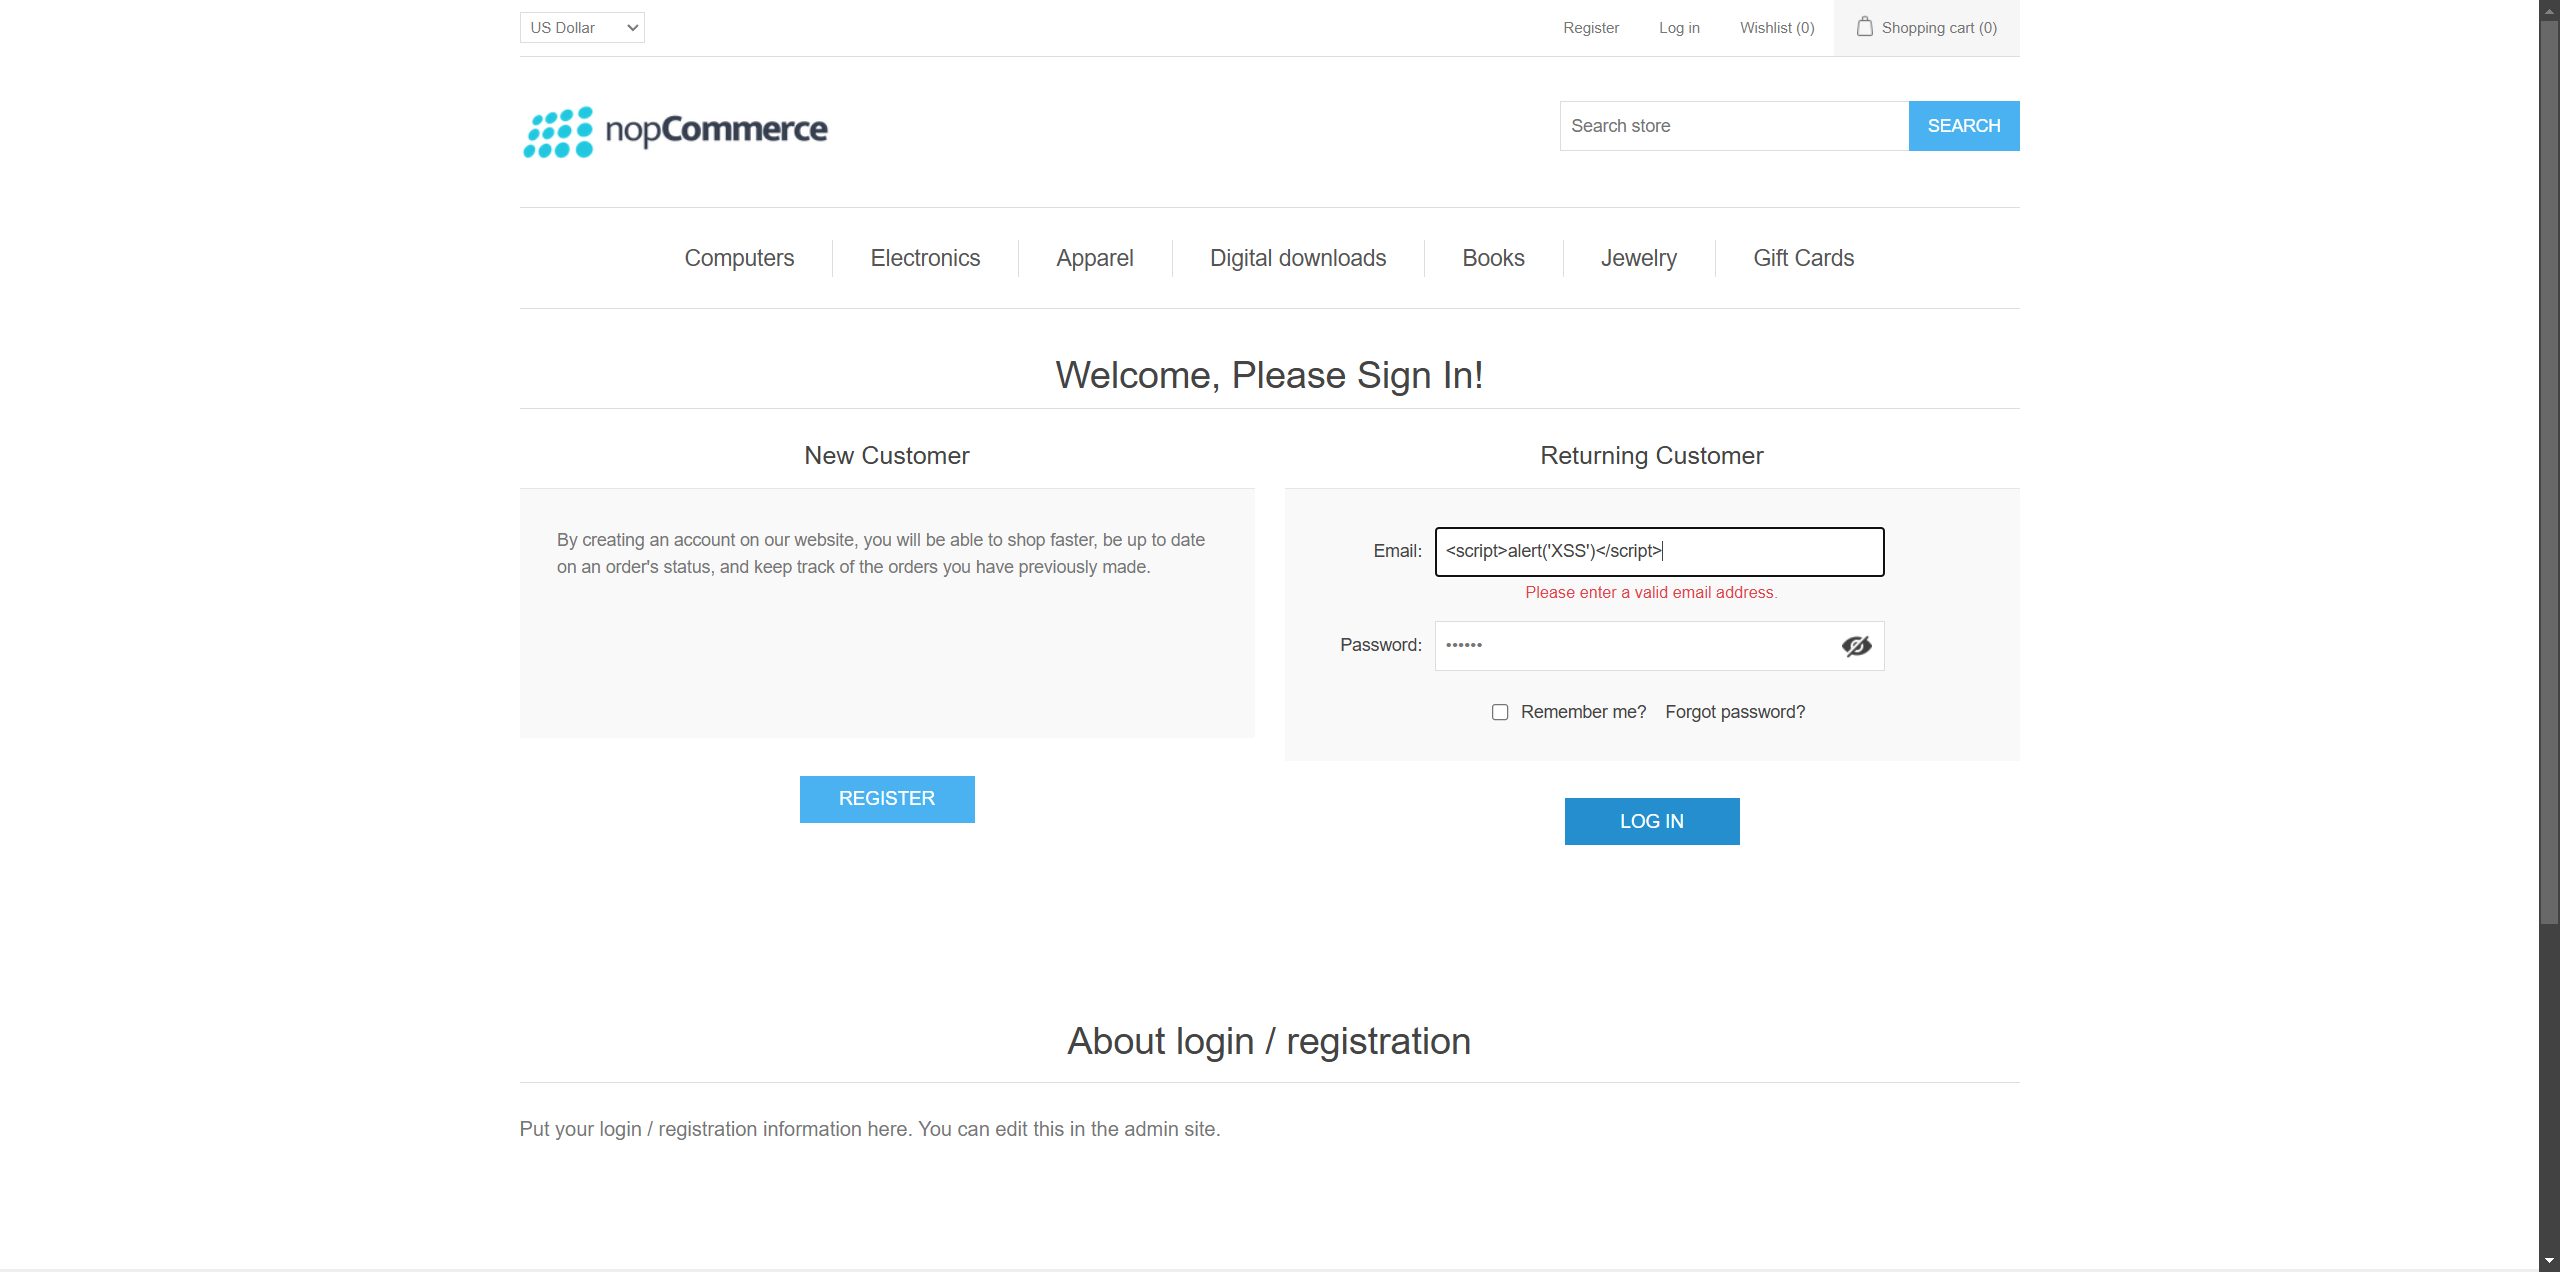 US Dollar
Register
Log in
Wishlist (0)
Shopping cart (0)
nopCommerce
Search store
SEARCH
Computers
Electronics
Apparel
Digital downloads
Books
Jewelry
Gift Cards
Welcome, Please Sign In!
New Customer
By creating an account on our website, you will be able to shop faster, be up to date
on an order's status, and keep track of the orders you have previously made.
REGISTER
Returning Customer
Email:
<script>alert('XSS')</script>
Please enter a valid email address.
Password:
••••••
Remember me?
Forgot password?
LOG IN
About login / registration
Put your login / registration information here. You can edit this in the admin site.